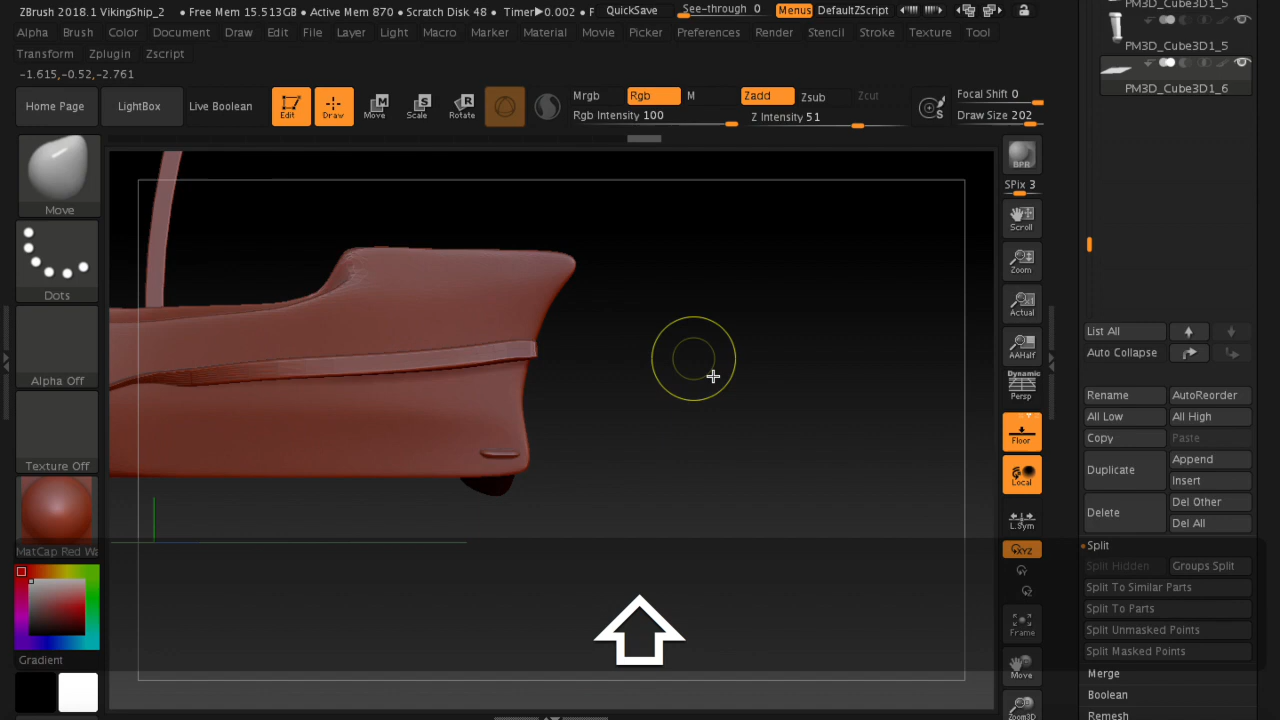 ZBrush 2018.1 VikingShip_2 • Free Mem 15.513GB • Active Mem 870 • Scratch Disk 48 • Timer▶0.002 • F QuickSave See-through 0 Menus DefaultZScript
Alpha Brush Color Document Draw Edit File Layer Light Macro Marker Material Movie Picker Preferences Render Stencil Stroke Texture Tool
Transform Zplugin Zscript
-1.615,-0.52,-2.761
Home Page LightBox Live Boolean Edit Draw Move Scale Rotate Mrgb Rgb M Zadd Zsub Zcut Focal Shift 0
Rgb Intensity 100 Z Intensity 51 Draw Size 202
PM3D_Cube3D1_5
PM3D_Cube3D1_5
PM3D_Cube3D1_6
Move
Dots
Alpha Off
Texture Off
MatCap Red Wa
Gradient
BPR
SPix 3
Scroll
Zoom
Actual
AAHalf
Dynamic
Persp
Floor
Local
L.Sym
XYZ
Y
Z
Frame
Move
Zoom3D
List All
Auto Collapse
Rename AutoReorder
All Low All High
Copy Paste
Duplicate Append
Insert
Delete Del Other
Del All
Split
Split Hidden Groups Split
Split To Similar Parts
Split To Parts
Split Unmasked Points
Split Masked Points
Merge
Boolean
Remesh